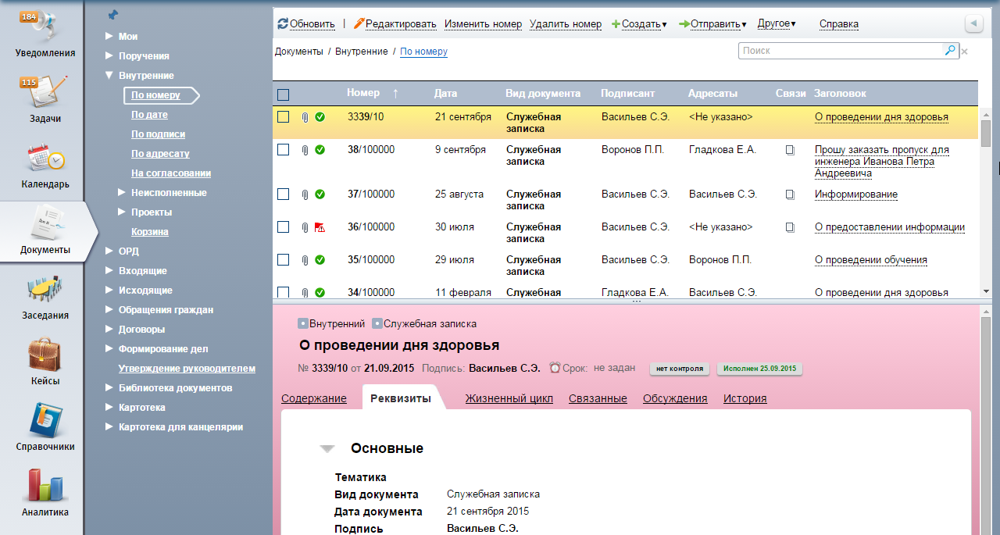 184
Уведомления
115
Задачи
Календарь
Документы
Заседания
Кейсы
Справочники
Аналитика
Мои
Поручения
Внутренние
По номеру
По дате
По подписи
По адресату
На согласовании
Неисполненные
Проекты
Корзина
ОРД
Входящие
Исходящие
Обращения граждан
Договоры
Формирование дел
Утверждение руководителем
Библиотека документов
Картотека
Картотека для канцелярии
Обновить | Редактировать Изменить номер Удалить номер Создать Отправить Другое Справка
Документы / Внутренние / По номеру
Поиск
Номер ↑ Дата Вид документа Подписант Адресаты Связи Заголовок
3339/10 21 сентября Служебная записка Васильев С.Э. <Не указано> О проведении дня здоровья
38/100000 9 сентября Служебная записка Воронов П.П. Гладкова Е.А. Прошу заказать пропуск для
инженера Иванова Петра
Андреевича
37/100000 25 августа Служебная записка Васильев С.Э. Васильев С.Э. Информирование
36/100000 30 июля Служебная записка Васильев С.Э. <Не указано> О предоставлении информации
35/100000 29 июля Служебная записка Васильев С.Э. Воронов П.П. О проведении обучения
34/100000 11 февраля Служебная Гладкова Е.А. Васильев С.Э. О проведении дня здоровья
Внутренний Служебная записка
О проведении дня здоровья
№ 3339/10 от 21.09.2015 Подпись: Васильев С.Э. Срок: не задан нет контроля Исполнен 25.09.2015
Содержание Реквизиты Жизненный цикл Связанные Обсуждения История
Основные
Тематика
Вид документа Служебная записка
Дата документа 21 сентября 2015
Подпись Васильев С.Э.